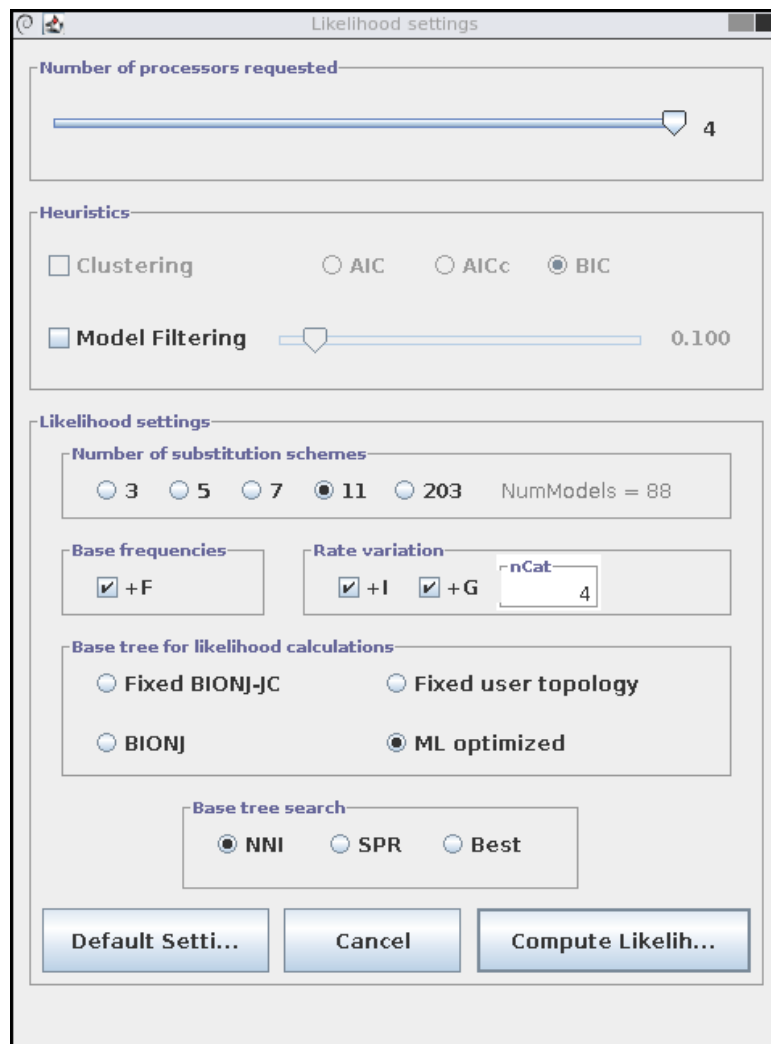 Likelihood settings
Number of processors requested
4
Heuristics
Clustering AIC AICc BIC
Model Filtering 0.100
Likelihood settings
Number of substitution schemes
3 5 7 11 203 NumModels = 88
Base frequencies Rate variation
nCat
+F +I +G 4
Base tree for likelihood calculations
Fixed BIONJ-JC Fixed user topology
BIONJ ML optimized
Base tree search
NNI SPR Best
Default Setti... Cancel Compute Likelih...